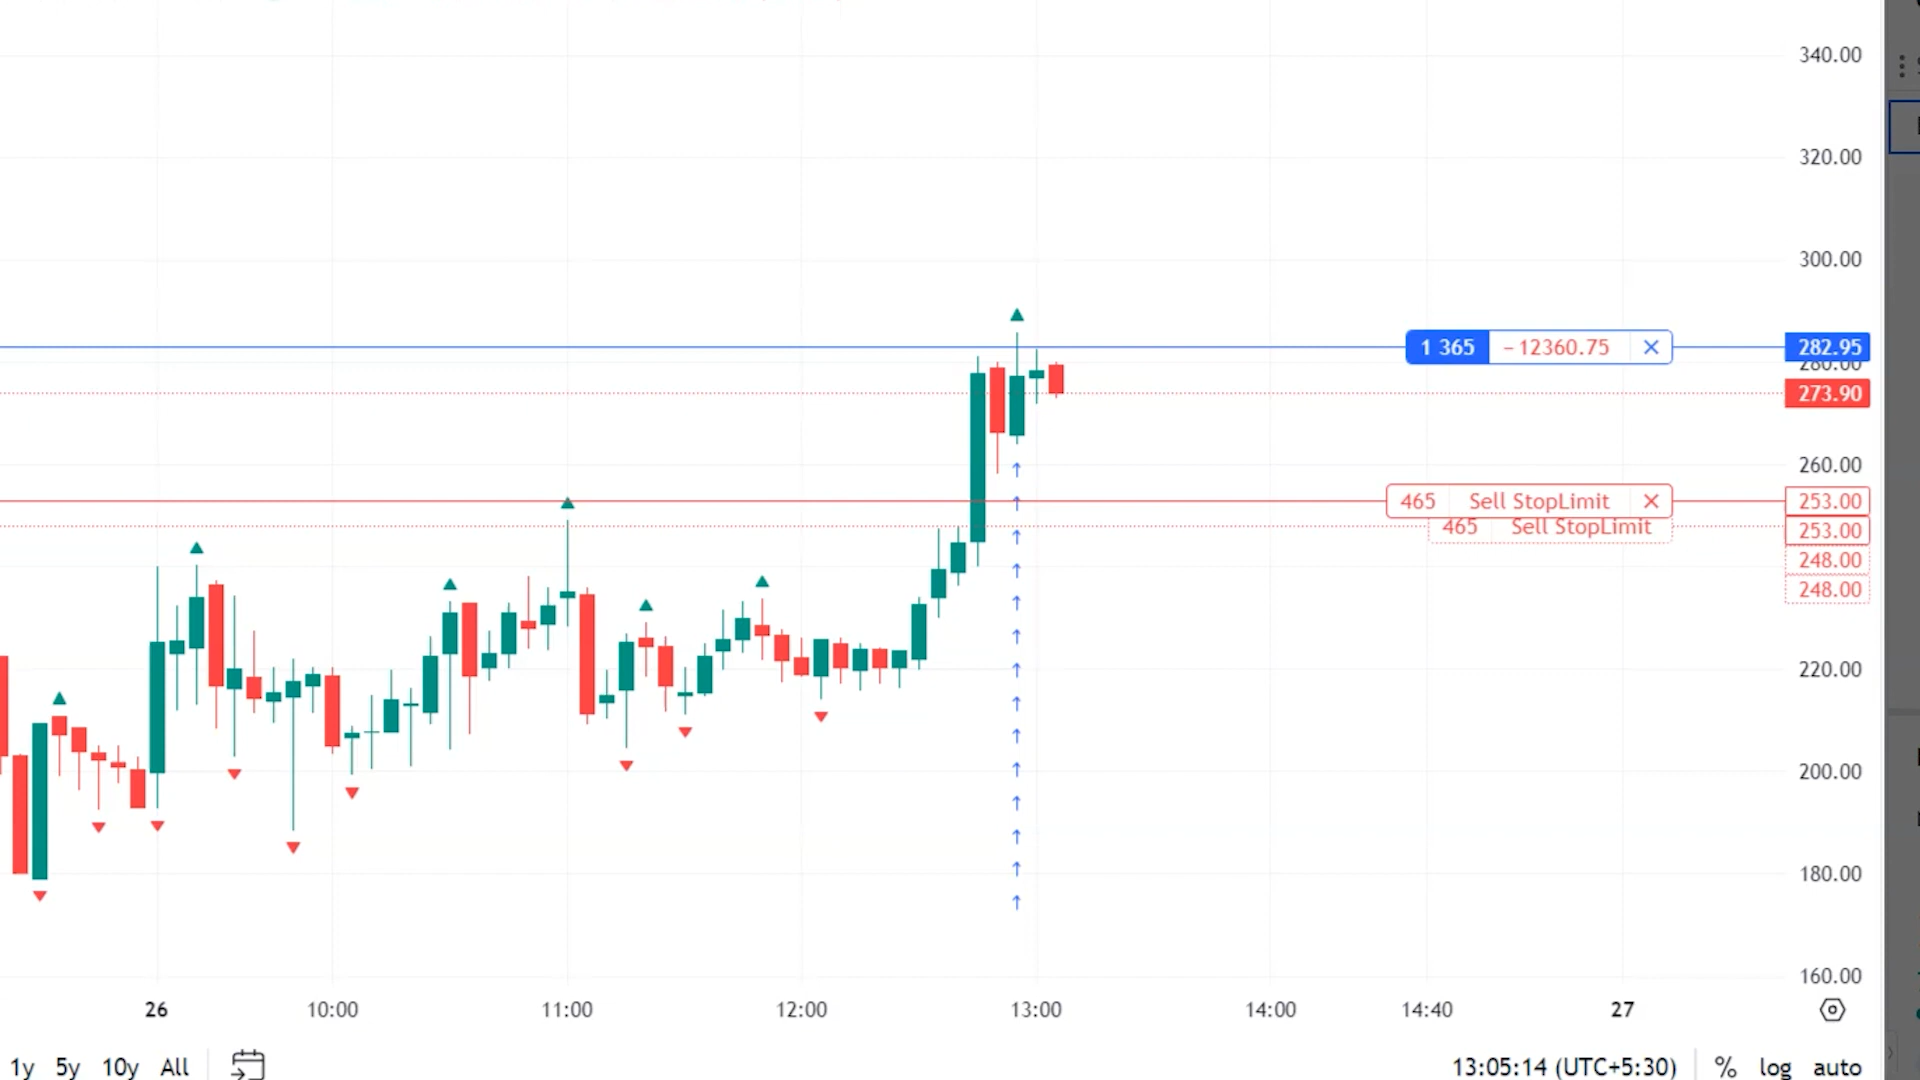 340.00
320.00
300.00
1 365 −12360.75 282.95
280.00
273.90
260.00
465 Sell StopLimit 253.00
465 Sell StopLimit 253.00
248.00
248.00
220.00
200.00
180.00
160.00
26 10:00 11:00 12:00 13:00 14:00 14:40 27
1y 5y 10y All 13:05:14 (UTC+5:30) % log auto